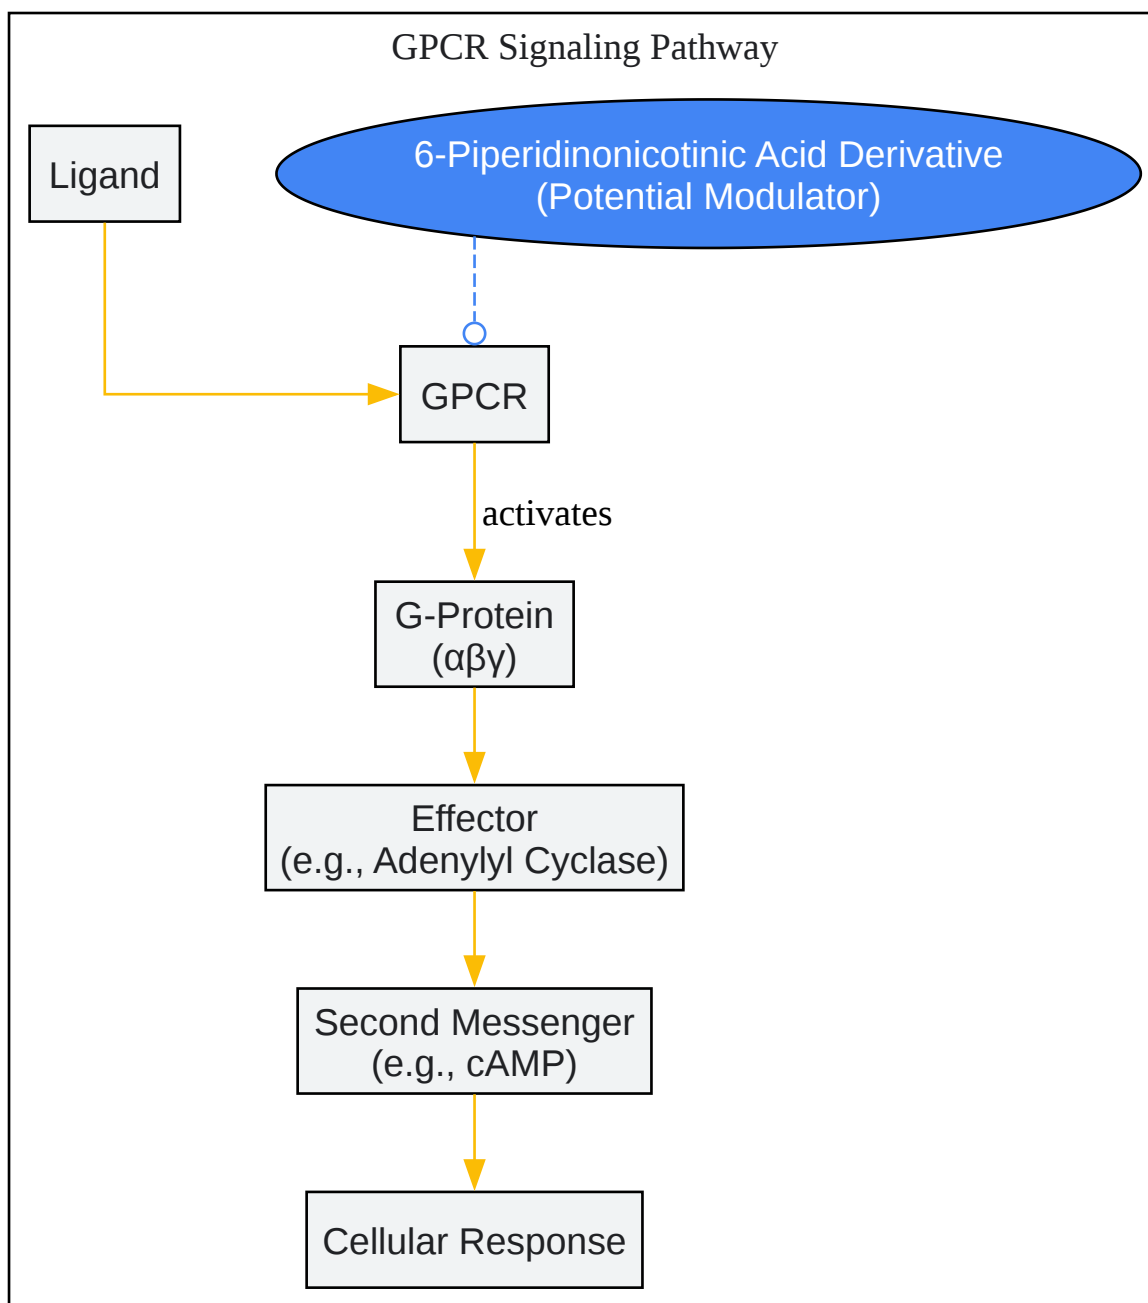 GPCR Signaling Pathway
Ligand
6-Piperidinonicotinic Acid Derivative
(Potential Modulator)
GPCR
activates
G-Protein
(αβγ)
Effector
(e.g., Adenylyl Cyclase)
Second Messenger
(e.g., cAMP)
Cellular Response